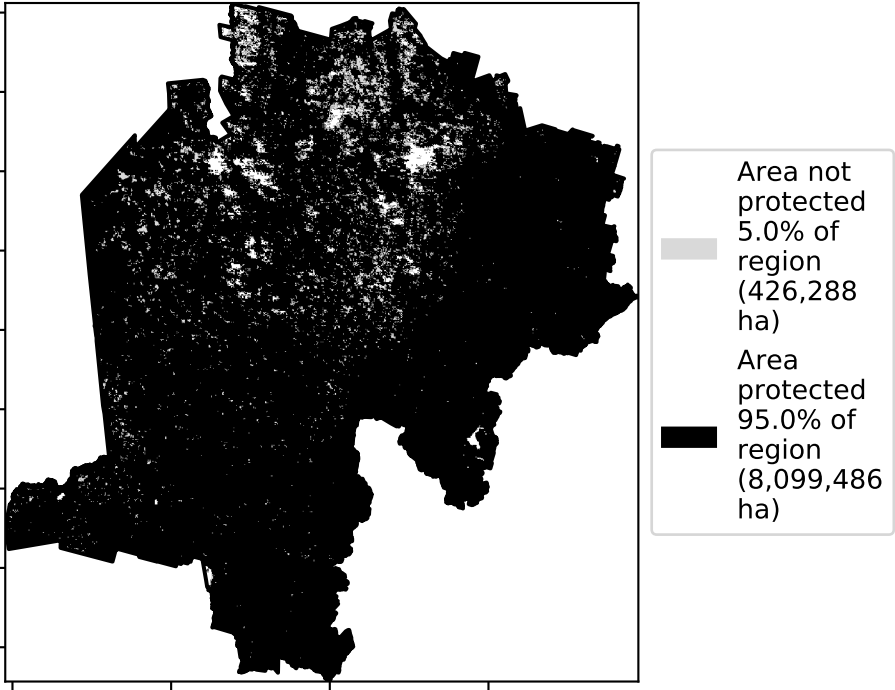 Area not
protected
5.0% of
region
(426,288
ha)
Area
protected
95.0% of
region
(8,099,486
ha)